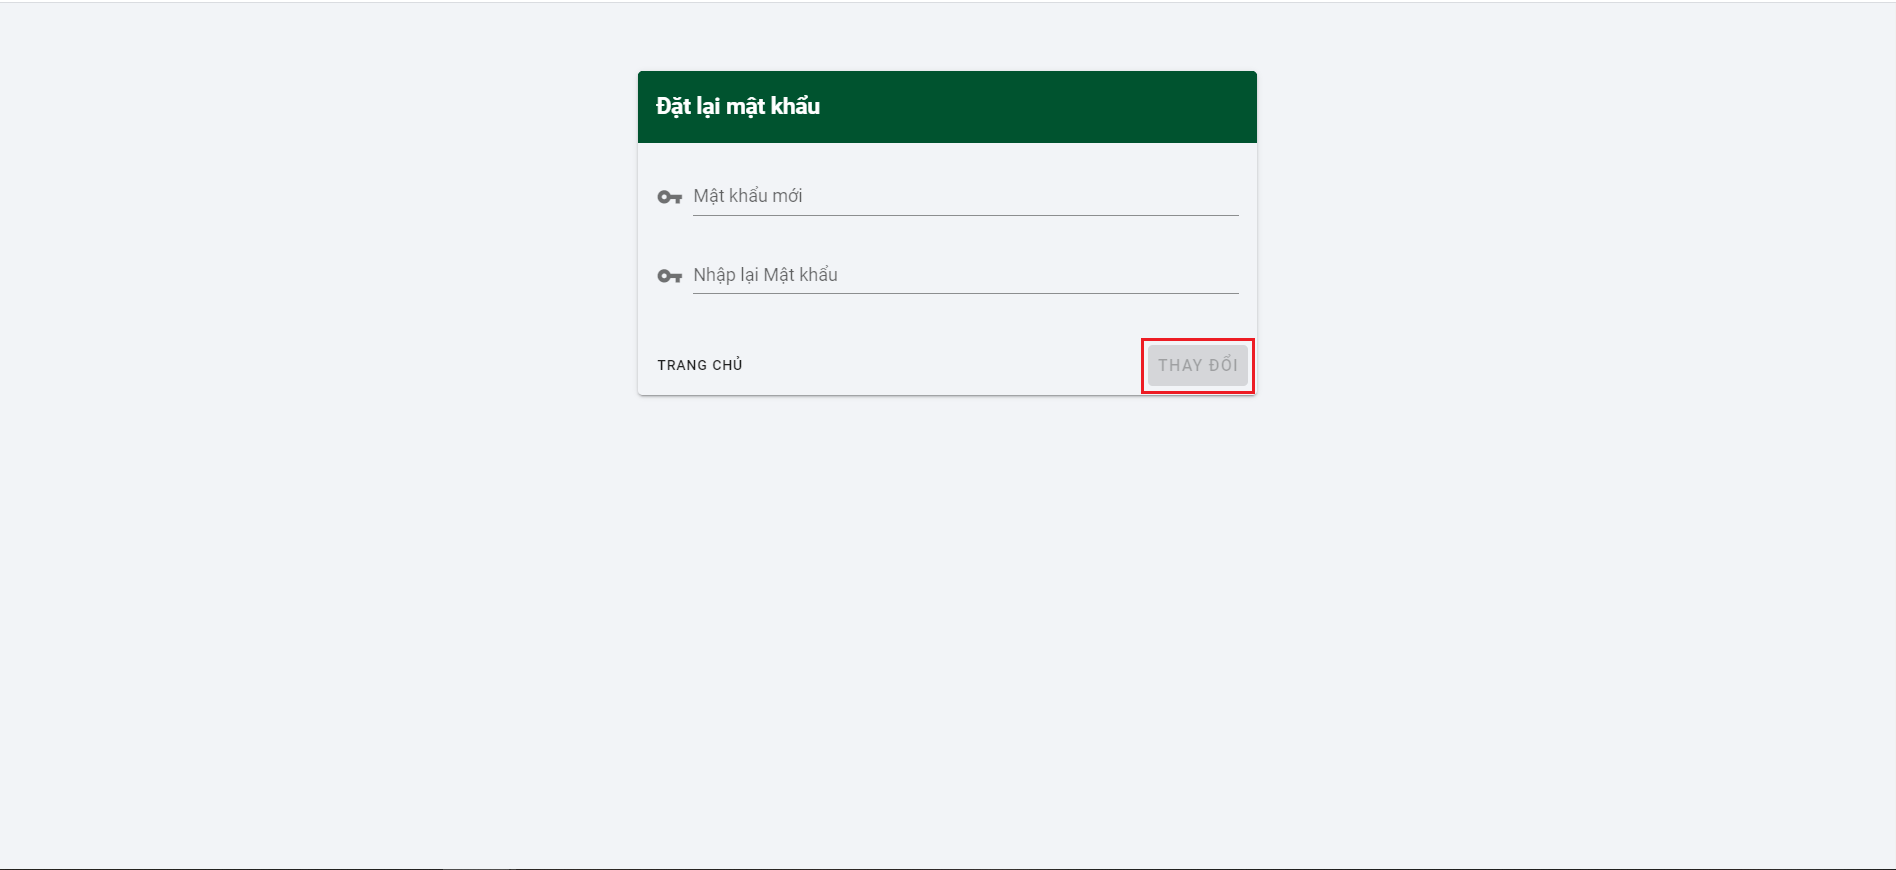 Đặt lại mật khẩu
Mật khẩu mới
Nhập lại Mật khẩu
TRANG CHỦ
THAY ĐỔI